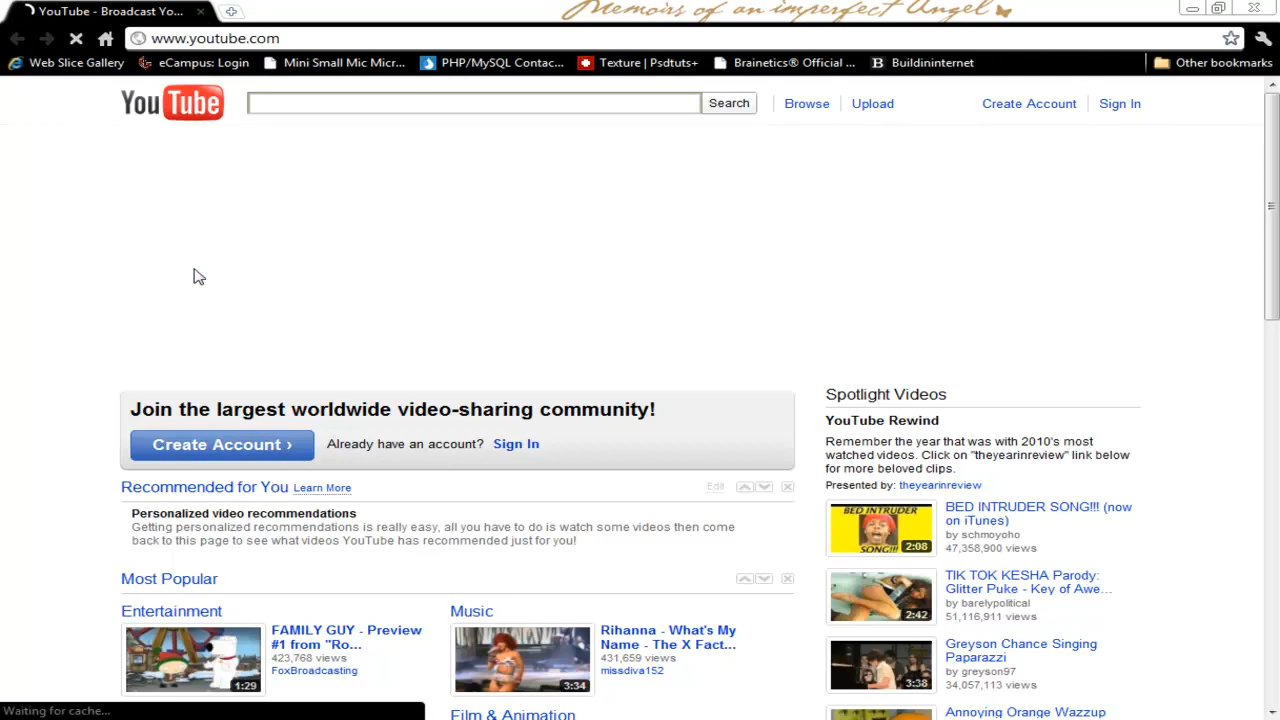 Memoirs of an imperfect Angel
YouTube - Broadcast Yo...
www.youtube.com
Web Slice Gallery
eCampus: Login
Mini Small Mic Micr...
PHP/MySQL Contac...
Texture | Psdtuts+
Brainetics® Official ...
B Buildininternet
Other bookmarks
YouTube
Search
Browse
Upload
Create Account
Sign In
Join the largest worldwide video-sharing community!
Create Account ›
Already have an account? Sign In
Recommended for You Learn More
Edit
Personalized video recommendations
Getting personalized recommendations is really easy, all you have to do is watch some videos then come
back to this page to see what videos YouTube has recommended just for you!
Most Popular
Entertainment
1:29
FAMILY GUY - Preview
#1 from "Ro...
423,768 views
FoxBroadcasting
Music
3:34
Rihanna - What's My
Name - The X Fact...
431,659 views
missdiva152
Film & Animation
Spotlight Videos
YouTube Rewind
Remember the year that was with 2010's most
watched videos. Click on "theyearinreview" link below
for more beloved clips.
Presented by: theyearinreview
BED INTRUDER
SONG!!!
2:08
BED INTRUDER SONG!!! (now
on iTunes)
by schmoyoho
47,358,900 views
2:42
TIK TOK KESHA Parody:
Glitter Puke - Key of Awe...
by barelypolitical
51,116,911 views
3:38
Greyson Chance Singing
Paparazzi
by greyson97
34,057,113 views
Annoying Orange Wazzup
Waiting for cache...